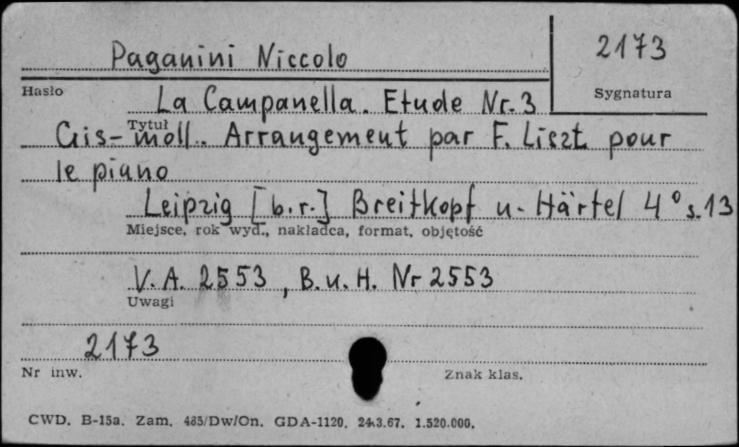 Paganini Niccolo
2173
Hasło
Sygnatura
La Campanella. Etude Nr. 3
Tytuł
Gis-moll. Arrangement par F. Liszt pour
le piano
Leipzig [b.r.] Breitkopf u. Härtel 4° s. 13
Miejsce, rok wyd., nakładca, format, objętość
V. A. 2553, B. u. H. Nr 2553
Uwagi
2173
Nr inw.
Znak klas.
CWD. B-15a. Zam. 485/Dw/On. GDA-1120. 24.3.67. 1.520.000.